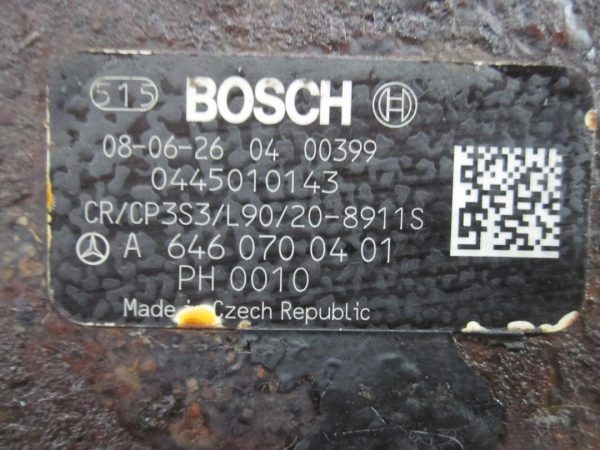 515 BOSCH
08-06-26 04 00399
0445010143
CR/CP3S3/L90/20-8911S
A 646 070 04 01
PH 0010
Made in Czech Republic